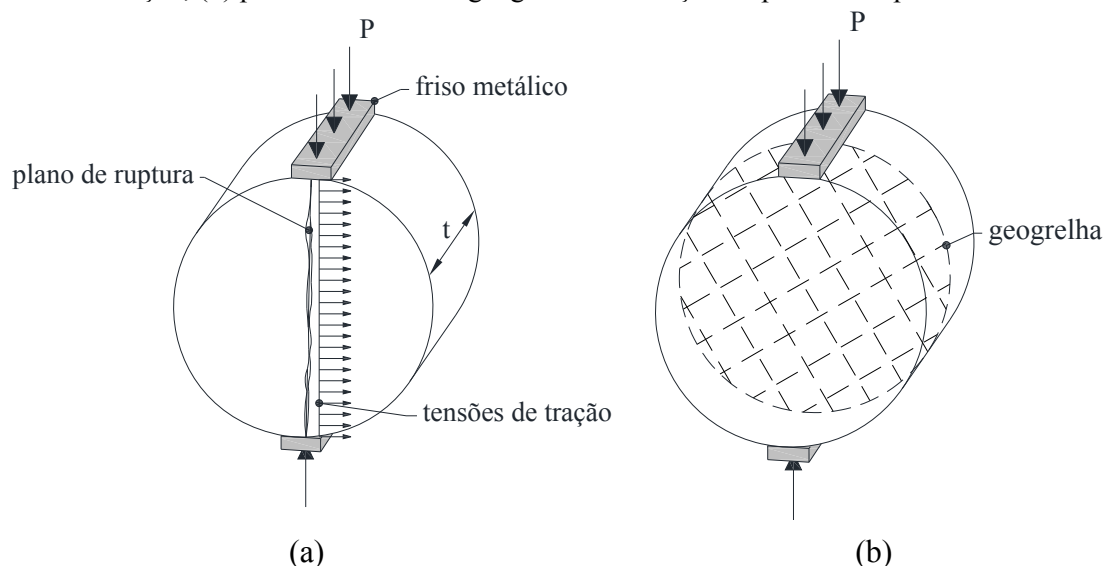 P
friso metálico
plano de ruptura
t
tensões de tração
(a)
P
geogrelha
(b)